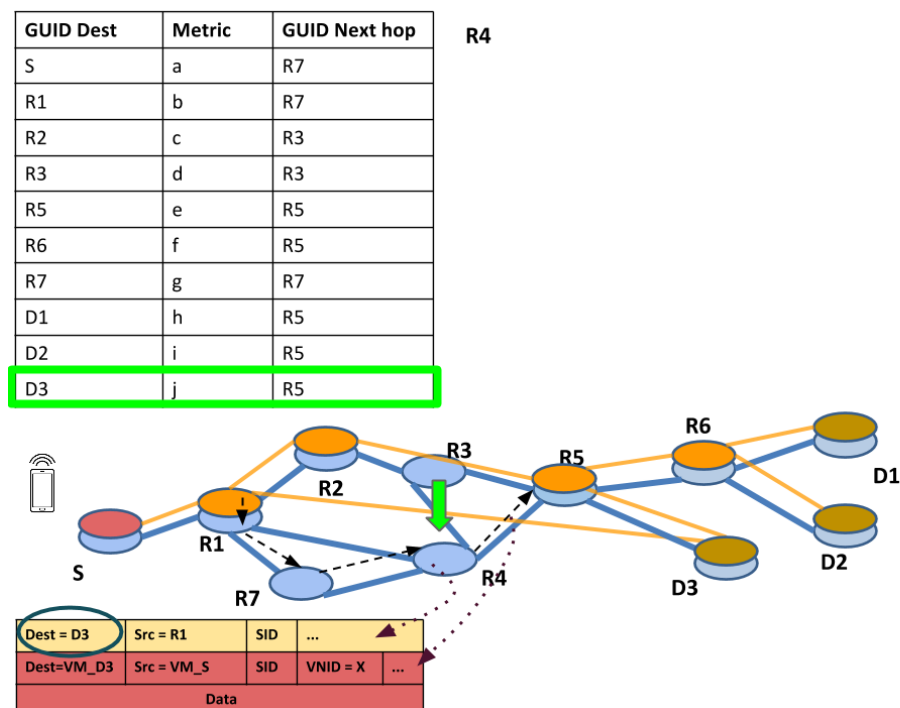 GUID Dest Metric GUID Next hop
R4
S a R7
R1 b R7
R2 c R3
R3 d R3
R5 e R5
R6 f R5
R7 g R7
D1 h R5
D2 i R5
D3 j R5
R6
R3
R5
D1
R2
R1
D2
S
R4
D3
R7
Dest = D3 Src = R1 SID ...
Dest=VM_D3 Src = VM_S SID VNID = X ...
Data